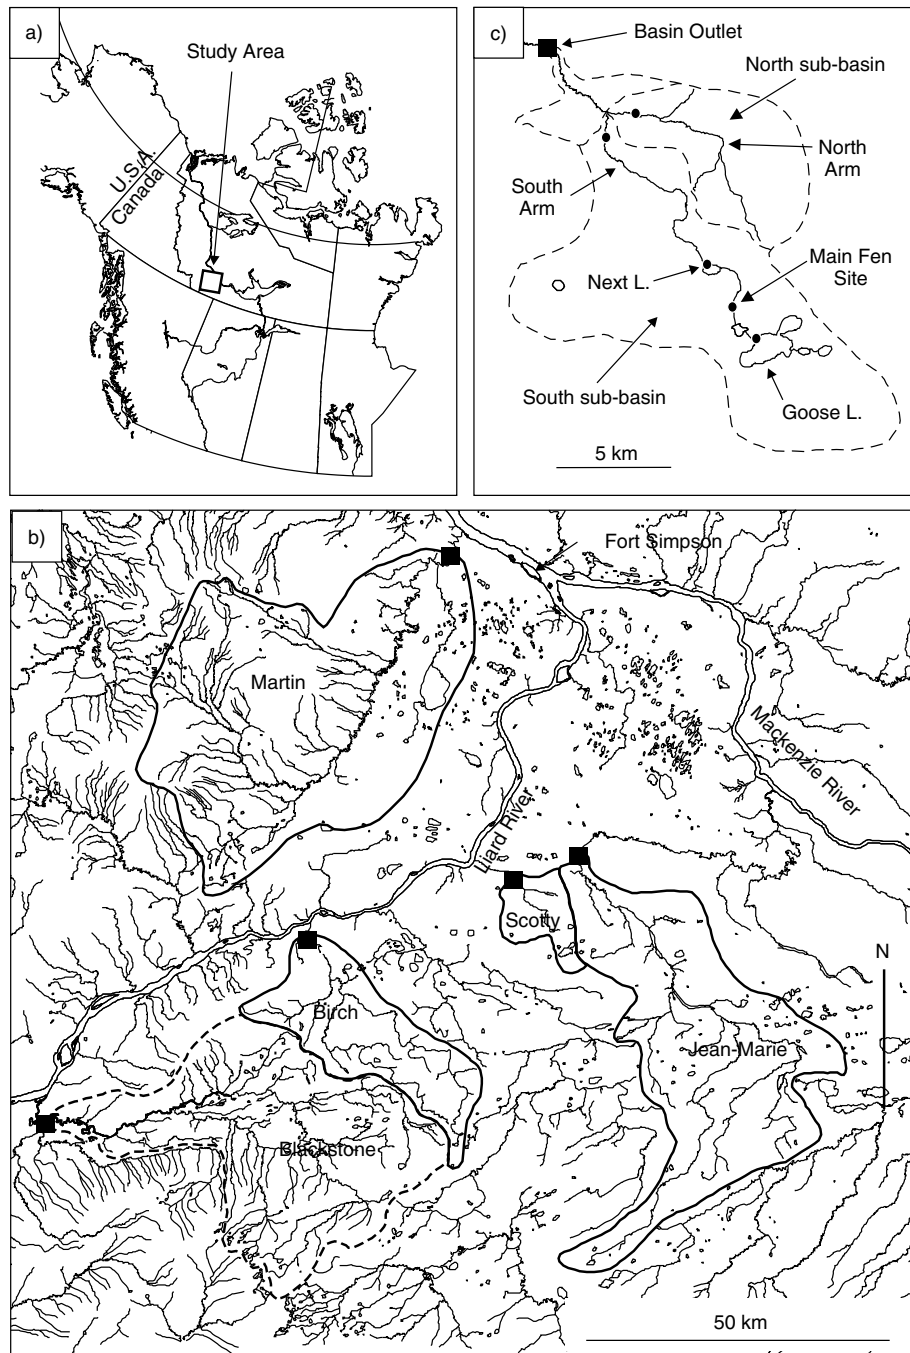 a)
Study Area
U.S.A.
Canada
c)
Basin Outlet
North sub-basin
North
Arm
South
Arm
Main Fen
Site
Next L.
South sub-basin
Goose L.
5 km
b)
Fort Simpson
Martin
Mackenzie River
Liard River
Scotty
N
Birch
Jean-Marie
Blackstone
50 km